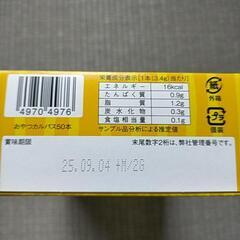 4970 4976
おやつカルパス50本
栄養成分表示[1本(3.4g)当たり]
エネルギー 16kcal
たんぱく質 0.9g
脂質 1.2g
炭水化物 0.3g
食塩相当量 0.1g
サンプル品分析による推定値
紙
外箱
プラ
個装
賞味期限 末尾数字2桁は、弊社管理番号です。
25.09.04 +M/2G